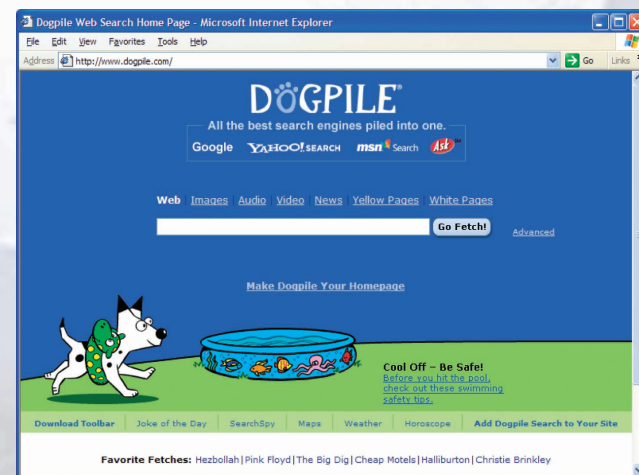 Dogpile Web Search Home Page - Microsoft Internet Explorer
File Edit View Favorites Tools Help
Address http://www.dogpile.com/ Go Links
DOGPILE
All the best search engines piled into one.
Google YAHOO! SEARCH msn Search Ask
Web Images Audio Video News Yellow Pages White Pages
Go Fetch! Advanced
Make Dogpile Your Homepage
Cool Off – Be Safe!
Before you hit the pool,
check out these swimming
safety tips.
Download Toolbar Joke of the Day SearchSpy Maps Weather Horoscope Add Dogpile Search to Your Site
Favorite Fetches: Hezbollah|Pink Floyd|The Big Dig|Cheap Motels|Halliburton|Christie Brinkley